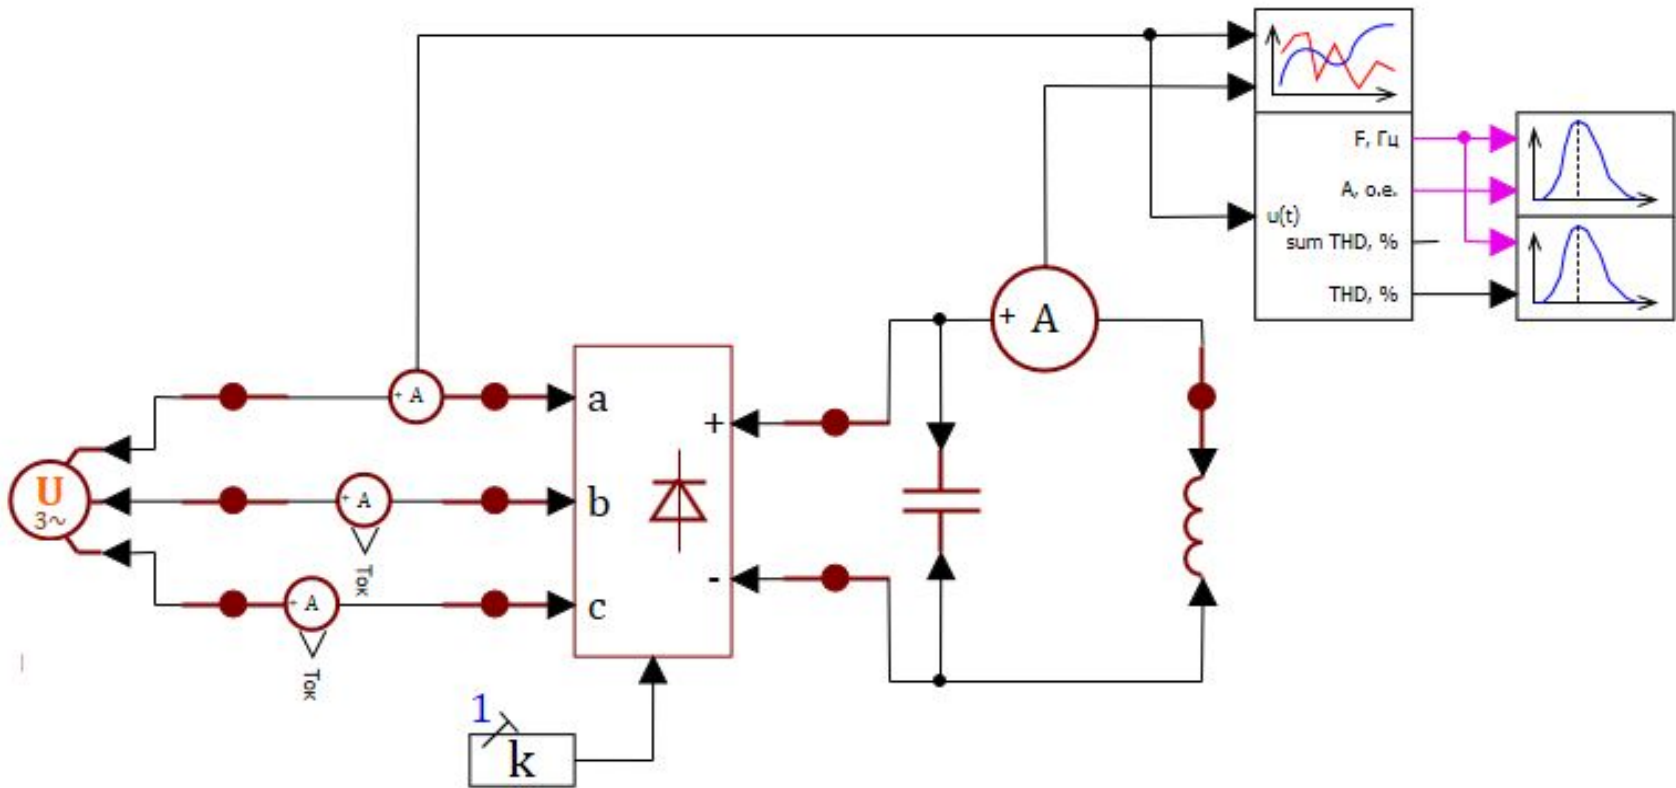 F, Гц
A, о.е.
u(t)
sum THD, %
THD, %
+ A
+ A
a
+
U
3~
+ A
b
Ток
-
+ A
c
Ток
1
k